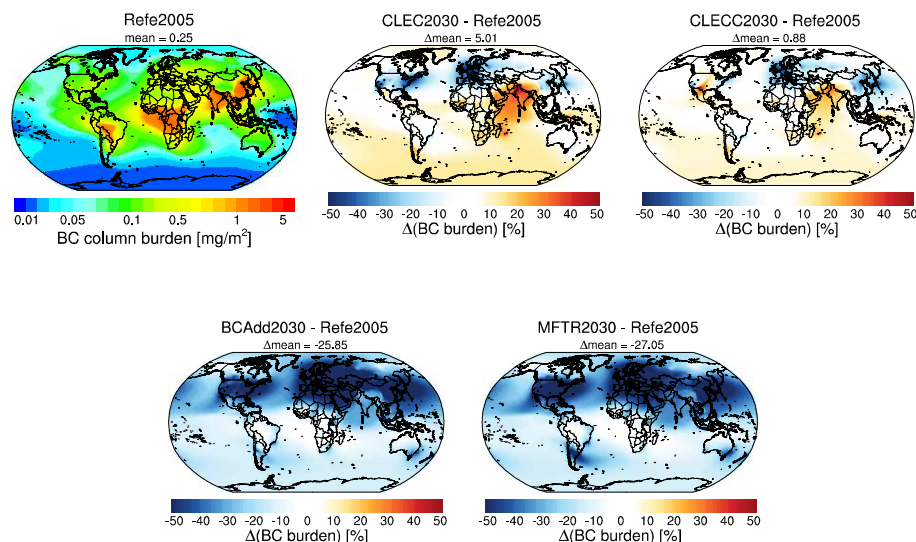 Refe2005
mean = 0.25
0.01 0.05 0.1 0.5 1 5
BC column burden [mg/m²]
CLEC2030 - Refe2005
Δmean = 5.01
-50 -30 -10 0 10 20 30 40 50
Δ(BC burden) [%]
CLECC2030 - Refe2005
Δmean = 0.88
-50 -30 -10 0 10 20 30 40 50
Δ(BC burden) [%]
BCAdd2030 - Refe2005
Δmean = -25.85
-50 -40 -30 -20 -10 0 10 20 30 40 50
Δ(BC burden) [%]
MFTR2030 - Refe2005
Δmean = -27.05
-50 -40 -30 -20 -10 0 10 20 30 40 50
Δ(BC burden) [%]